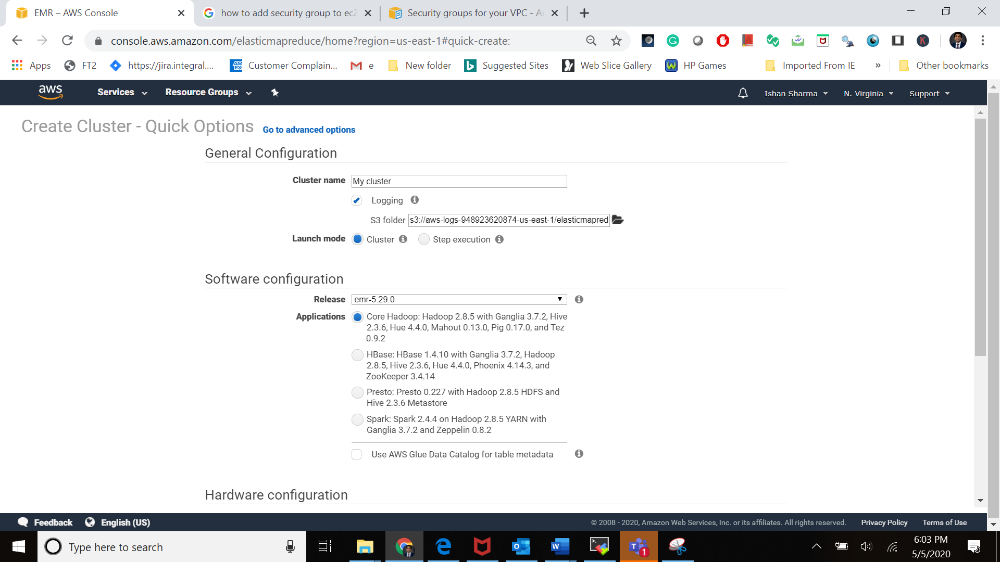 EMR – AWS Console
how to add security group to ec2
Security groups for your VPC - A
console.aws.amazon.com/elasticmapreduce/home?region=us-east-1#quick-create:
Apps
FT2
https://jira.integral....
AM EX
Customer Complain...
e
New folder
Suggested Sites
Web Slice Gallery
HP Games
Imported From IE
»
Other bookmarks
aws
Services
Resource Groups
Ishan Sharma
N. Virginia
Support
Create Cluster - Quick Options
Go to advanced options
General Configuration
Cluster name
My cluster
Logging
S3 folder
s3://aws-logs-948923620874-us-east-1/elasticmapred
Launch mode
Cluster
Step execution
Software configuration
Release
emr-5.29.0
Applications
Core Hadoop: Hadoop 2.8.5 with Ganglia 3.7.2, Hive
2.3.6, Hue 4.4.0, Mahout 0.13.0, Pig 0.17.0, and Tez
0.9.2
HBase: HBase 1.4.10 with Ganglia 3.7.2, Hadoop
2.8.5, Hive 2.3.6, Hue 4.4.0, Phoenix 4.14.3, and
ZooKeeper 3.4.14
Presto: Presto 0.227 with Hadoop 2.8.5 HDFS and
Hive 2.3.6 Metastore
Spark: Spark 2.4.4 on Hadoop 2.8.5 YARN with
Ganglia 3.7.2 and Zeppelin 0.8.2
Use AWS Glue Data Catalog for table metadata
Hardware configuration
Feedback
English (US)
© 2008 - 2020, Amazon Web Services, Inc. or its affiliates. All rights reserved.
Privacy Policy
Terms of Use
Type here to search
1
6:03 PM
5/5/2020